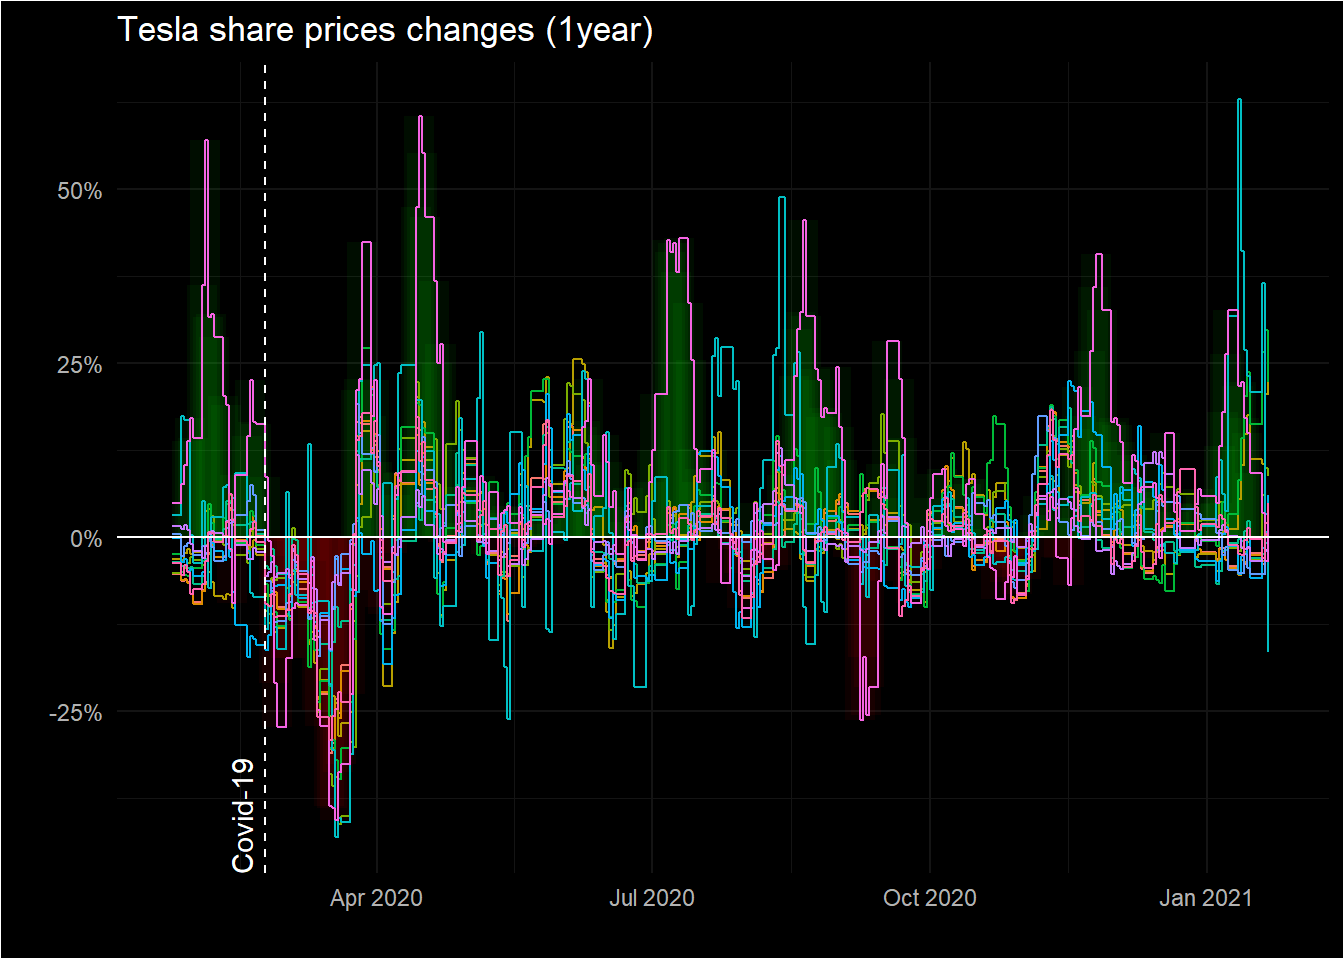 Tesla share prices changes (1year)
50%
25%
0%
-25%
Covid-19
Apr 2020
Jul 2020
Oct 2020
Jan 2021